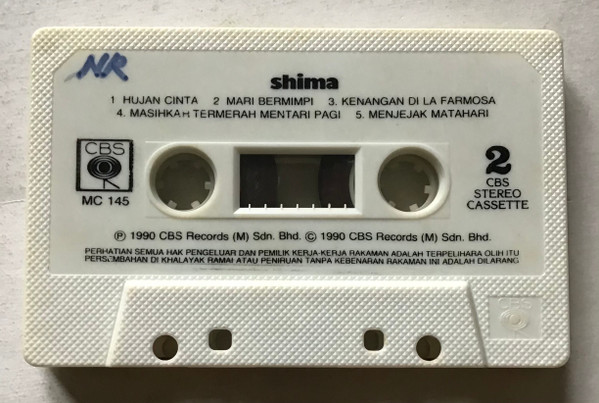 NR
shima
1 HUJAN CINTA 2 MARI BERMIMPI 3. KENANGAN DI LA FARMOSA
4. MASIHKAH TERMERAH MENTARI PAGI 5. MENJEJAK MATAHARI
CBS
MC 145
2
CBS
STEREO
CASSETTE
℗ 1990 CBS Records (M) Sdn. Bhd. © 1990 CBS Records (M) Sdn. Bhd.
PERHATIAN SEMUA HAK PENGELUAR DAN PEMILIK KERJA-KERJA RAKAMAN ADALAH TERPELIHARA OLIH ITU
PERSEMBAHAN DI KHALAYAK RAMAI ATAU PENIRUAN TANPA KEBENARAN RAKAMAN INI ADALAH DILARANG
CBS